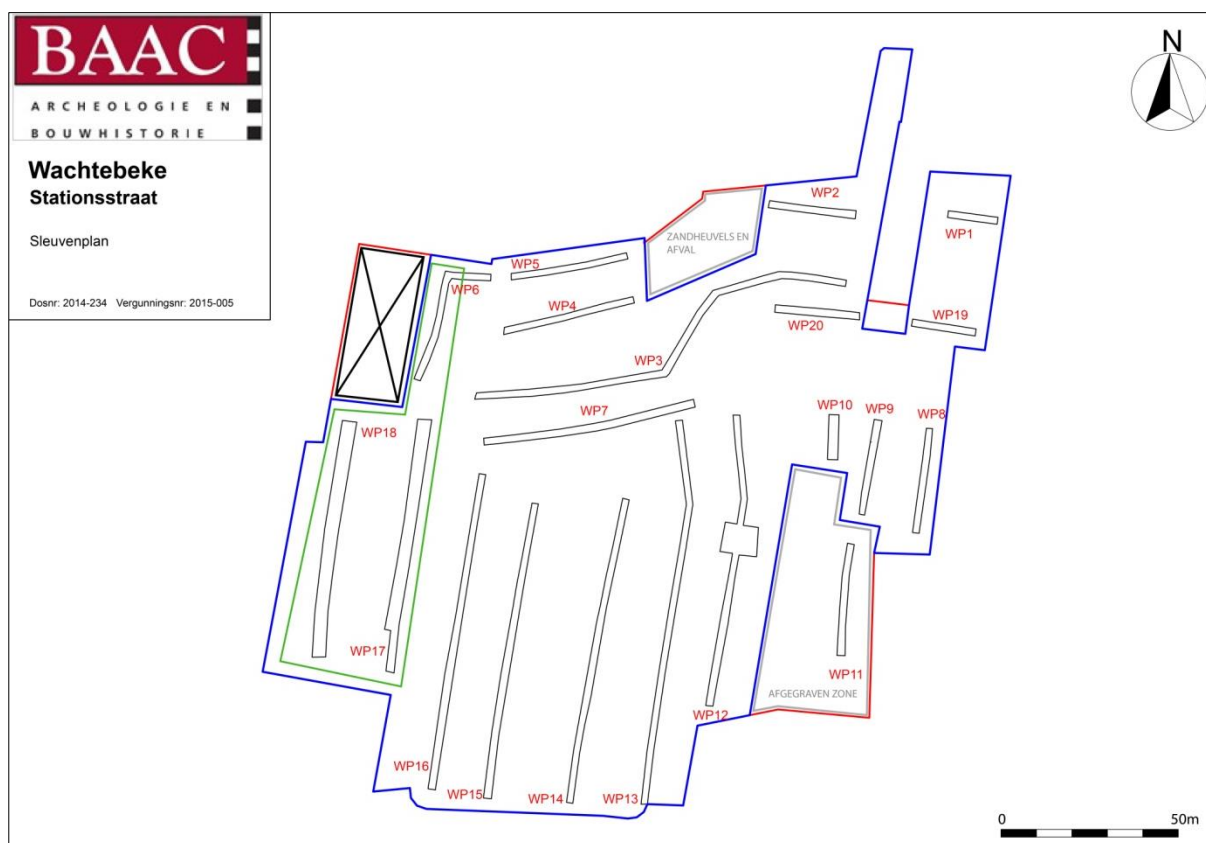 BAAC
ARCHEOLOGIE EN
BOUWHISTORIE
Wachtebeke
Stationsstraat
Sleuvenplan
Dosnr: 2014-234 Vergunningsnr: 2015-005
N
WP2
WP1
ZANDHEUVELS EN
AFVAL
WP5
WP6
WP4
WP20
WP19
WP3
WP7
WP10
WP9
WP8
WP18
WP17
WP11
AFGEGRAVEN ZONE
WP12
WP16
WP15
WP14
WP13
0
50m